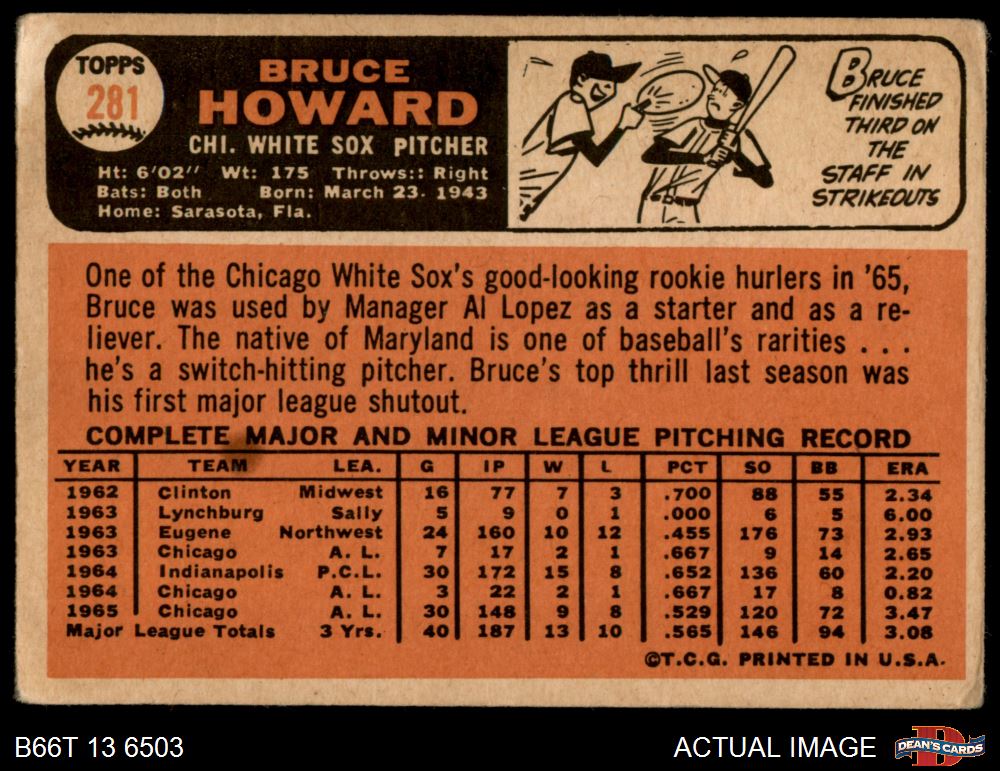 TOPPS
281
BRUCE
HOWARD
CHI. WHITE SOX PITCHER
Ht: 6'02" Wt: 175 Throws:: Right
Bats: Both Born: March 23. 1943
Home: Sarasota, Fla.
BRUCE
FINISHED
THIRD ON
THE
STAFF IN
STRIKEOUTS
One of the Chicago White Sox's good-looking rookie hurlers in '65,
Bruce was used by Manager Al Lopez as a starter and as a re-
liever. The native of Maryland is one of baseball's rarities . . .
he's a switch-hitting pitcher. Bruce's top thrill last season was
his first major league shutout.
COMPLETE MAJOR AND MINOR LEAGUE PITCHING RECORD
YEAR TEAM LEA. G IP W L PCT SO BB ERA
1962 Clinton Midwest 16 77 7 3 .700 88 55 2.34
1963 Lynchburg Sally 5 9 0 1 .000 6 5 6.00
1963 Eugene Northwest 24 160 10 12 .455 176 73 2.93
1963 Chicago A. L. 7 17 2 1 .667 9 14 2.65
1964 Indianapolis P.C.L. 30 172 15 8 .652 136 60 2.20
1964 Chicago A. L. 3 22 2 1 .667 17 8 0.82
1965 Chicago A. L. 30 148 9 8 .529 120 72 3.47
Major League Totals 3 Yrs. 40 187 13 10 .565 146 94 3.08
©T.C.G. PRINTED IN U.S.A.
B66T 13 6503
ACTUAL IMAGE
D
DEAN'S CARDS